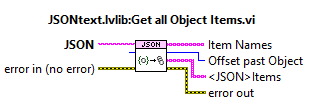 JSONtext.lvlib:Get all Object Items.vi
JSON
JSON
Item Names
Offset past Object
<JSON>Items
error in (no error)
error out